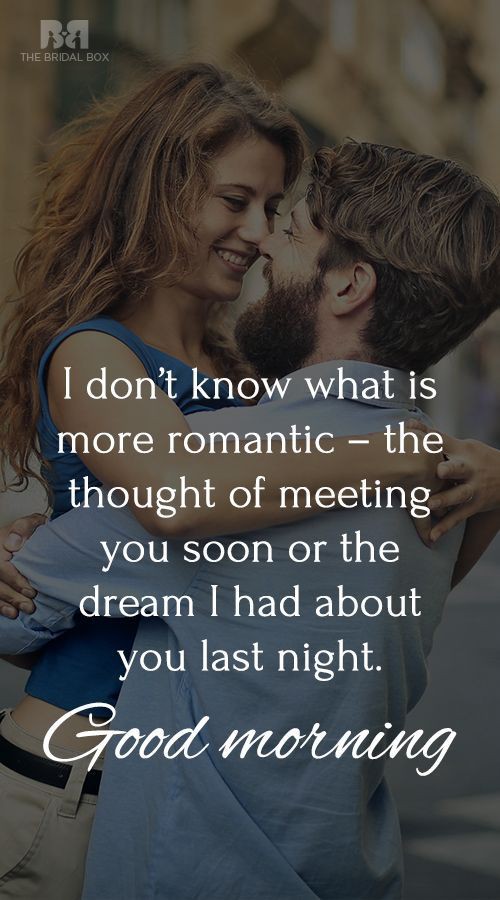 THE BRIDAL BOX
I don’t know what is
more romantic – the
thought of meeting
you soon or the
dream I had about
you last night.
Good morning